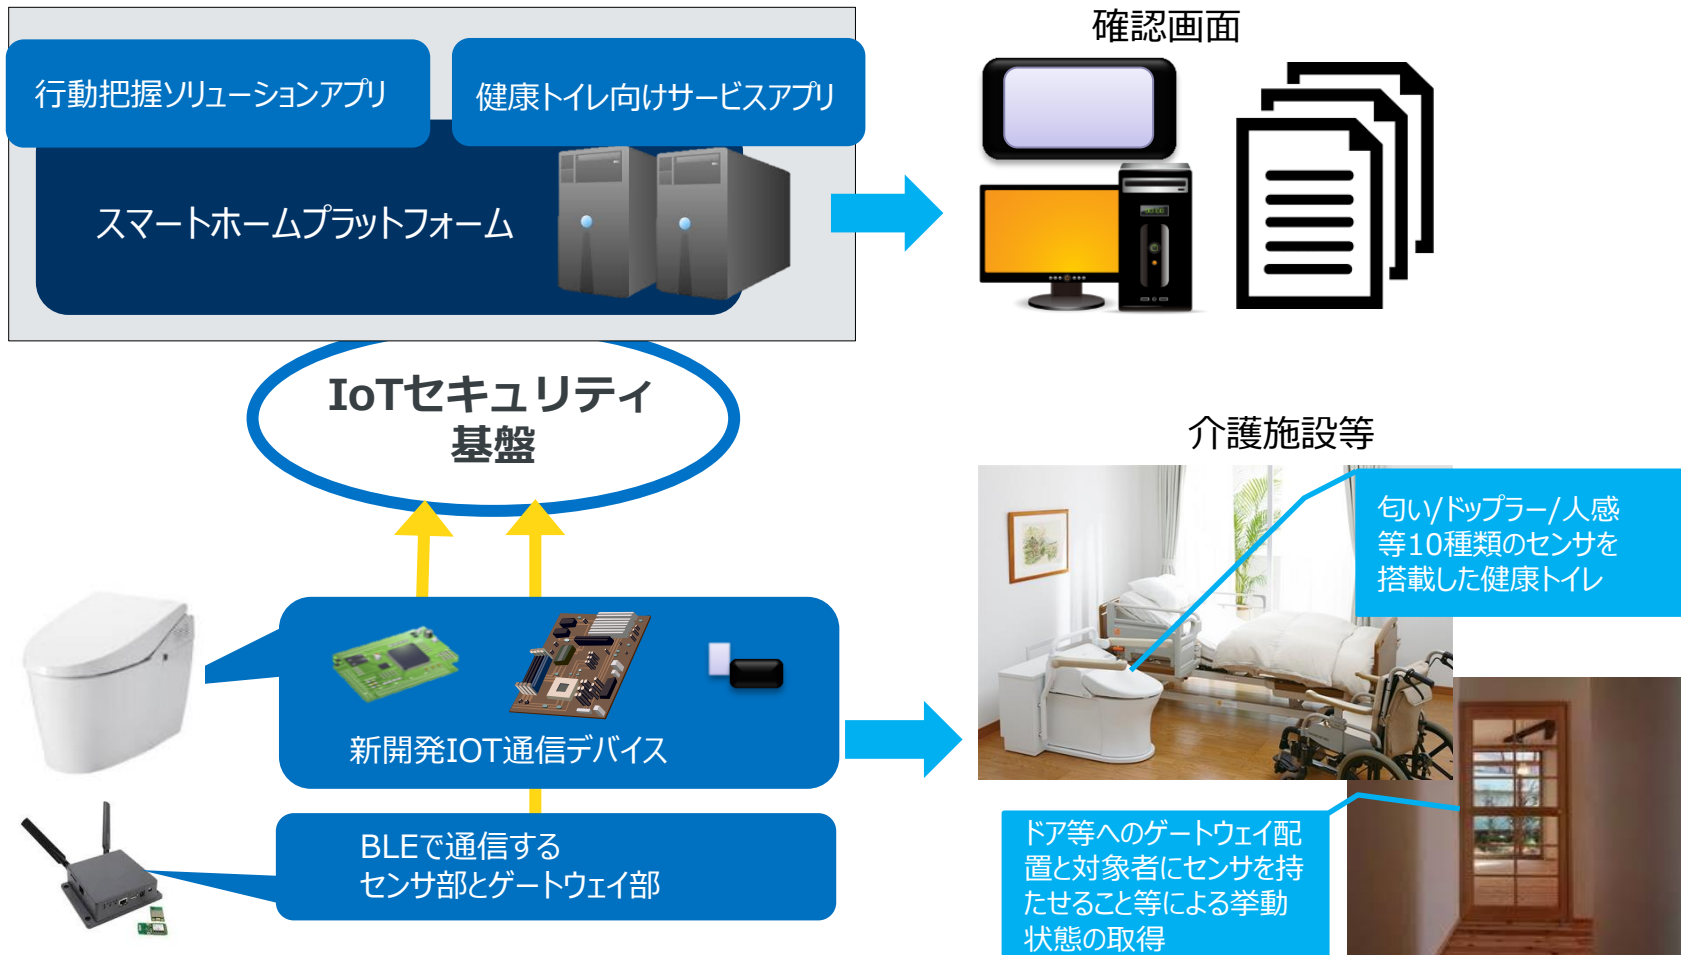 確認画面
行動把握ソリューションアプリ
健康トイレ向けサービスアプリ
スマートホームプラットフォーム
IoTセキュリティ
基盤
介護施設等
匂い/ドップラー/人感
等10種類のセンサを
搭載した健康トイレ
新開発IOT通信デバイス
BLEで通信する
センサ部とゲートウェイ部
ドア等へのゲートウェイ配
置と対象者にセンサを持
たせること等による挙動
状態の取得